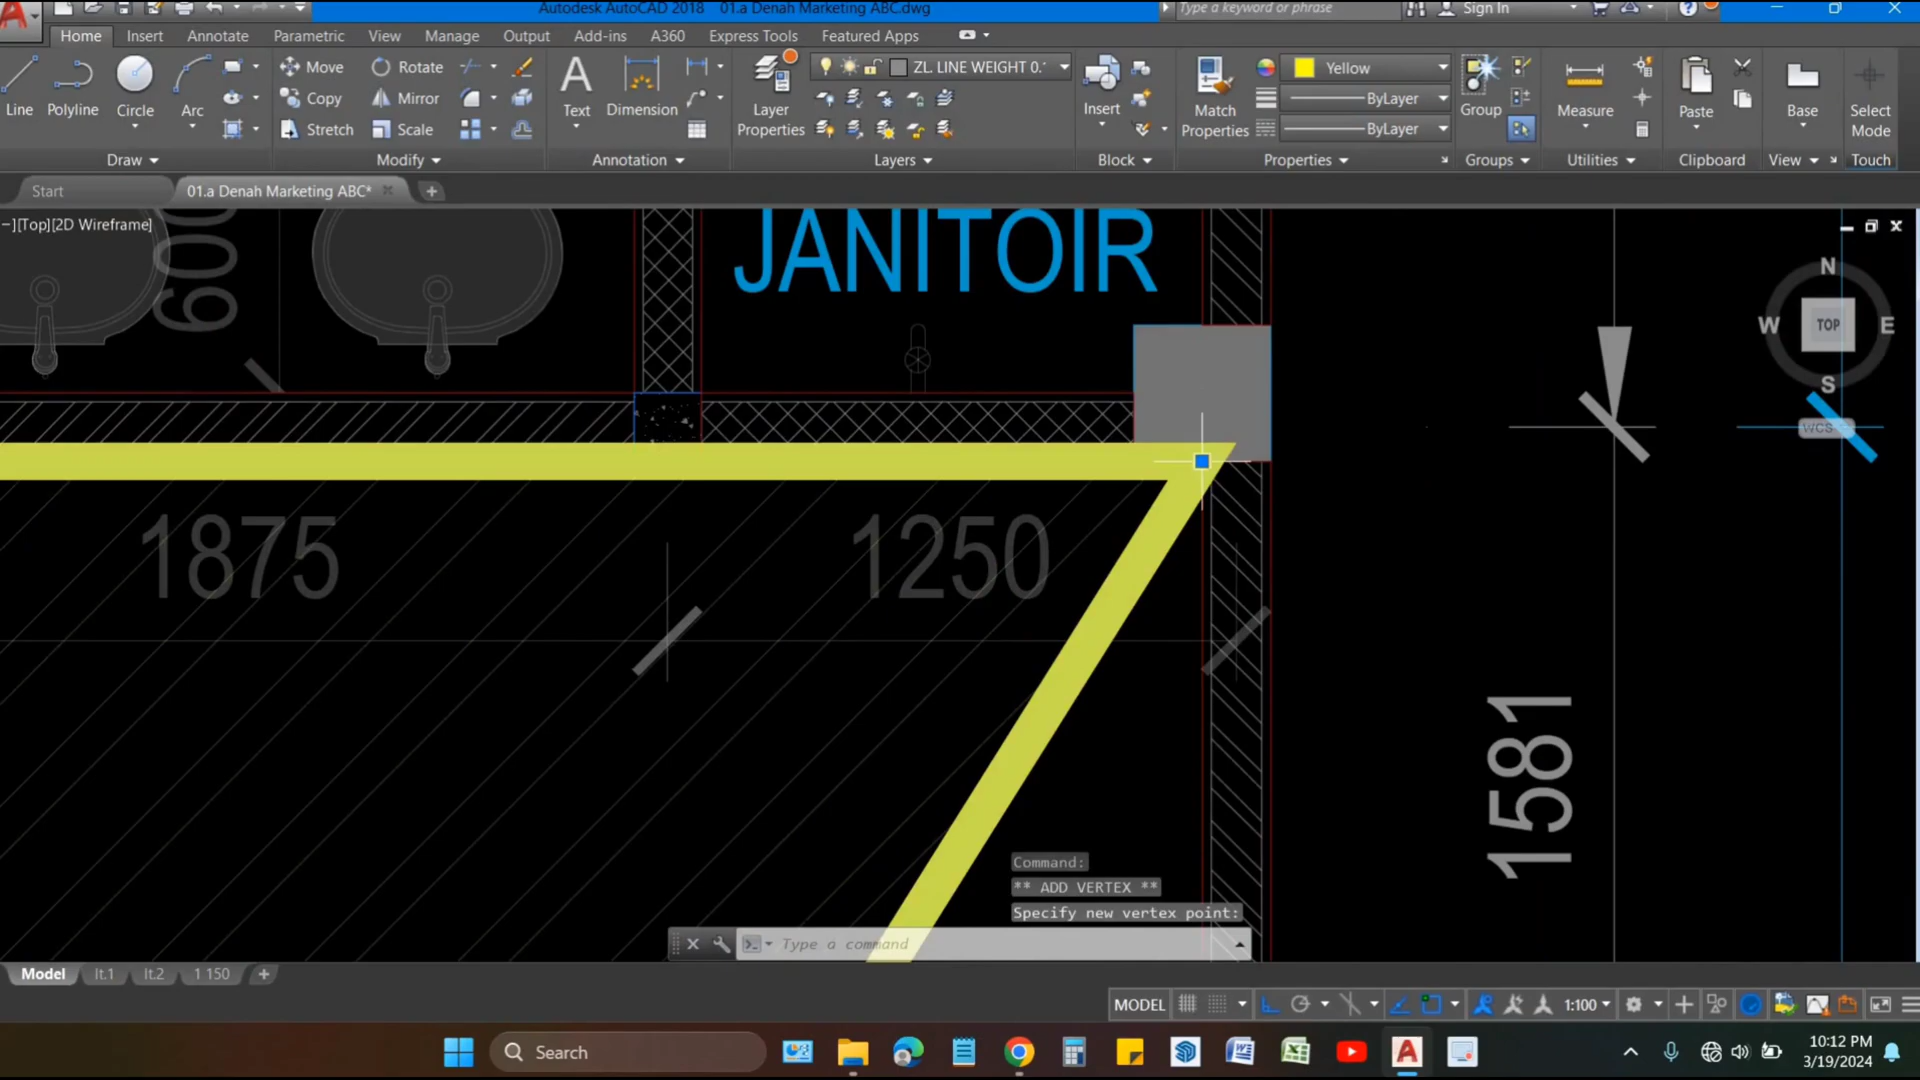 Autodesk AutoCAD 2018   01.a Denah Marketing ABC.dwg
Type a keyword or phrase
Sign In
Home Insert Annotate Parametric View Manage Output Add-ins A360 Express Tools Featured Apps
Line
Polyline
Circle
Arc
Move
Rotate
Copy
Mirror
Stretch
Scale
Text
Dimension
Layer Properties
ZL. LINE WEIGHT 0.
Insert
Match Properties
Yellow
ByLayer
ByLayer
Group
Measure
Paste
Base
Select Mode
Draw
Modify
Annotation
Layers
Block
Properties
Groups
Utilities
Clipboard
View
Touch
Start
01.a Denah Marketing ABC*
−][Top][2D Wireframe]
600
JANITOIR
N
W
TOP
E
S
WCS
1875
1250
1581
Command:
** ADD VERTEX **
Specify new vertex point:
Type a command
Model
lt.1
lt.2
1 150
MODEL
1:100
Search
10:12 PM
3/19/2024